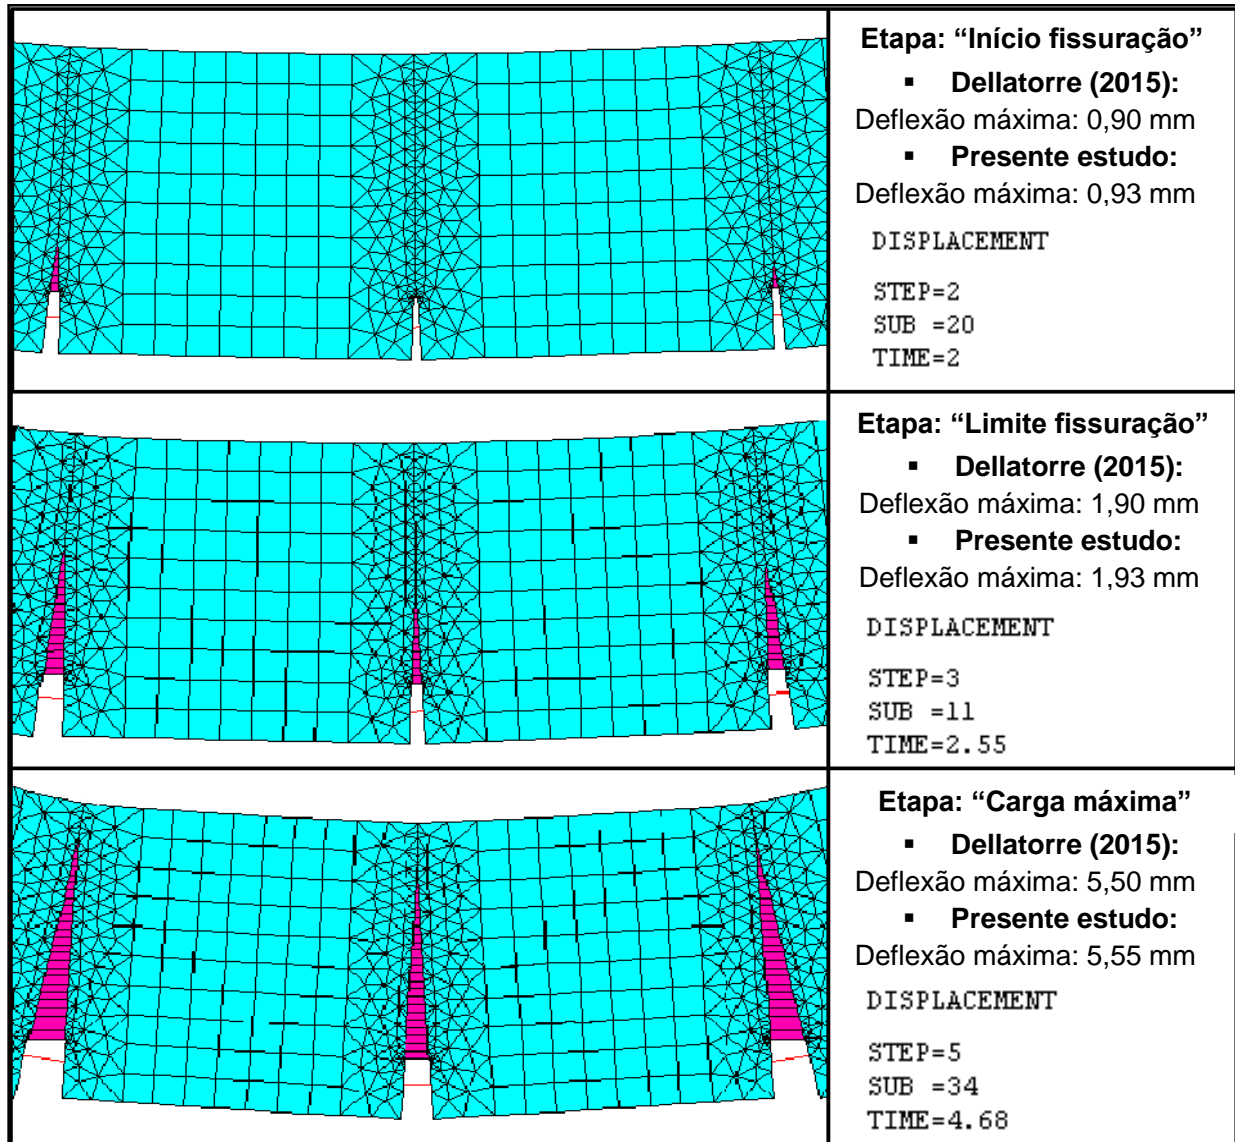 Etapa: “Início fissuração”
▪ Dellatorre (2015):
Deflexão máxima: 0,90 mm
▪ Presente estudo:
Deflexão máxima: 0,93 mm
DISPLACEMENT
STEP=2
SUB =20
TIME=2
Etapa: “Limite fissuração”
▪ Dellatorre (2015):
Deflexão máxima: 1,90 mm
▪ Presente estudo:
Deflexão máxima: 1,93 mm
DISPLACEMENT
STEP=3
SUB =11
TIME=2.55
Etapa: “Carga máxima”
▪ Dellatorre (2015):
Deflexão máxima: 5,50 mm
▪ Presente estudo:
Deflexão máxima: 5,55 mm
DISPLACEMENT
STEP=5
SUB =34
TIME=4.68